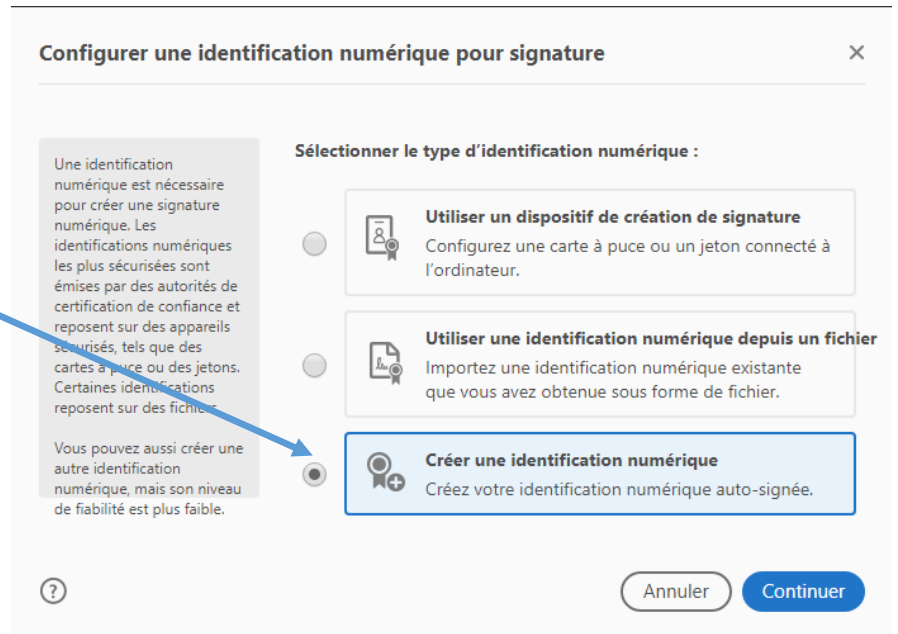 Configurer une identification numérique pour signature
Une identification
numérique est nécessaire
pour créer une signature
numérique. Les
identifications numériques
les plus sécurisées sont
émises par des autorités de
certification de confiance et
reposent sur des appareils
sécurisés, tels que des
cartes à puce ou des jetons.
Certaines identifications
reposent sur des fichiers.
Vous pouvez aussi créer une
autre identification
numérique, mais son niveau
de fiabilité est plus faible.
Sélectionner le type d’identification numérique :
Utiliser un dispositif de création de signature
Configurez une carte à puce ou un jeton connecté à
l’ordinateur.
Utiliser une identification numérique depuis un fichier
Importez une identification numérique existante
que vous avez obtenue sous forme de fichier.
Créer une identification numérique
Créez votre identification numérique auto-signée.
?
Annuler
Continuer